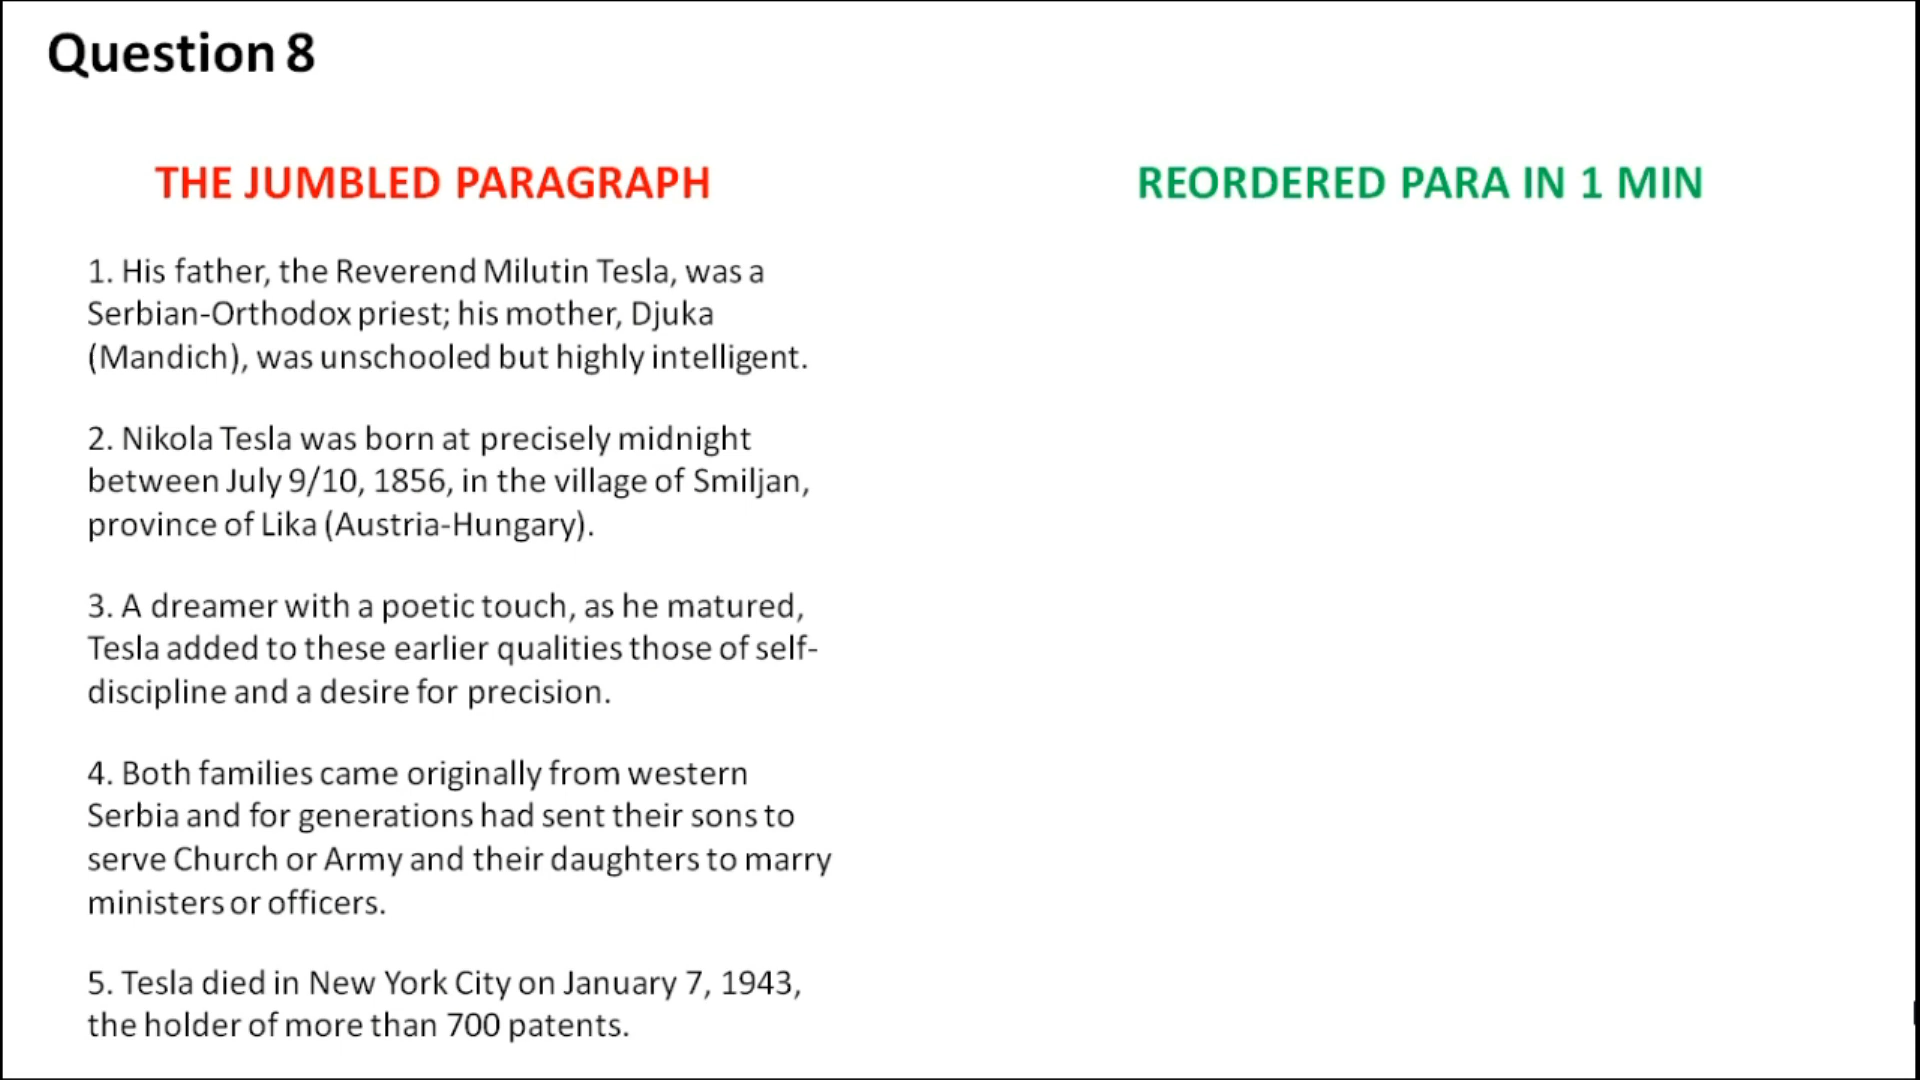 Question 8
THE JUMBLED PARAGRAPH
REORDERED PARA IN 1 MIN
1. His father, the Reverend Milutin Tesla, was a
Serbian-Orthodox priest; his mother, Djuka
(Mandich), was unschooled but highly intelligent.
2. Nikola Tesla was born at precisely midnight
between July 9/10, 1856, in the village of Smiljan,
province of Lika (Austria-Hungary).
3. A dreamer with a poetic touch, as he matured,
Tesla added to these earlier qualities those of self-
discipline and a desire for precision.
4. Both families came originally from western
Serbia and for generations had sent their sons to
serve Church or Army and their daughters to marry
ministers or officers.
5. Tesla died in New York City on January 7, 1943,
the holder of more than 700 patents.